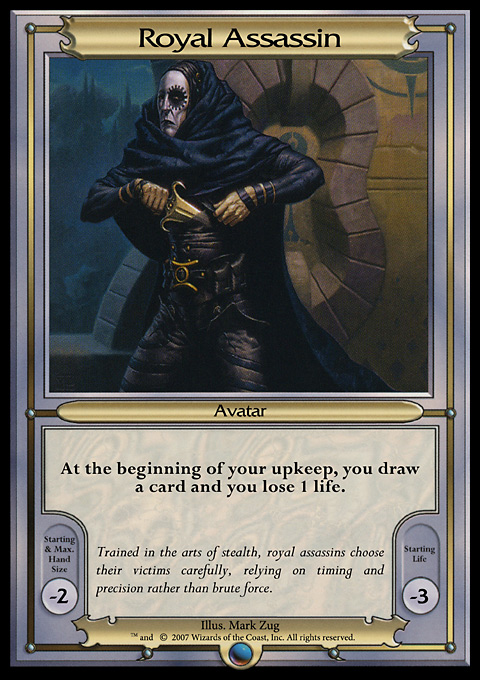 Royal Assassin
Avatar
At the beginning of your upkeep, you draw
a card and you lose 1 life.
Starting
& Max.
Hand
Size
-2
Trained in the arts of stealth, royal assassins choose
their victims carefully, relying on timing and
precision rather than brute force.
Starting
Life
-3
Illus. Mark Zug
™ and © 2007 Wizards of the Coast, Inc. All rights reserved.